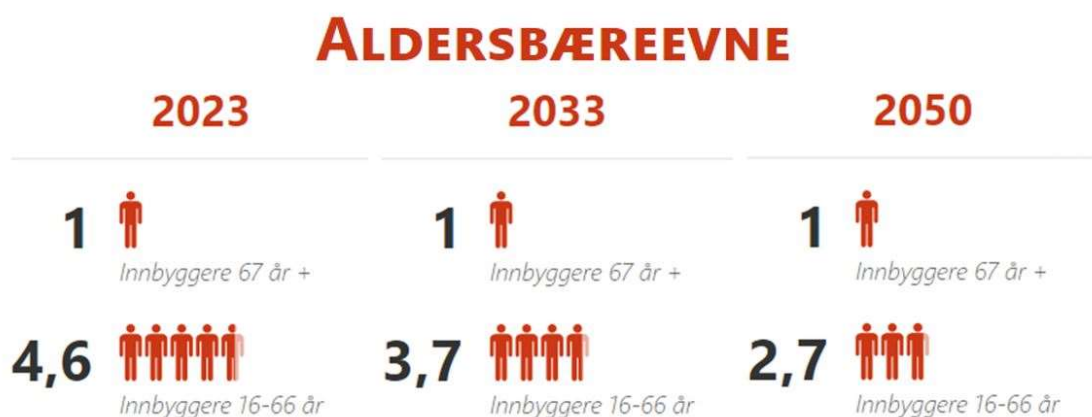 ALDERSBÆREEVNE
2023 2033 2050
1 1 1
Innbyggere 67 år + Innbyggere 67 år + Innbyggere 67 år +
4,6 3,7 2,7
Innbyggere 16-66 år Innbyggere 16-66 år Innbyggere 16-66 år